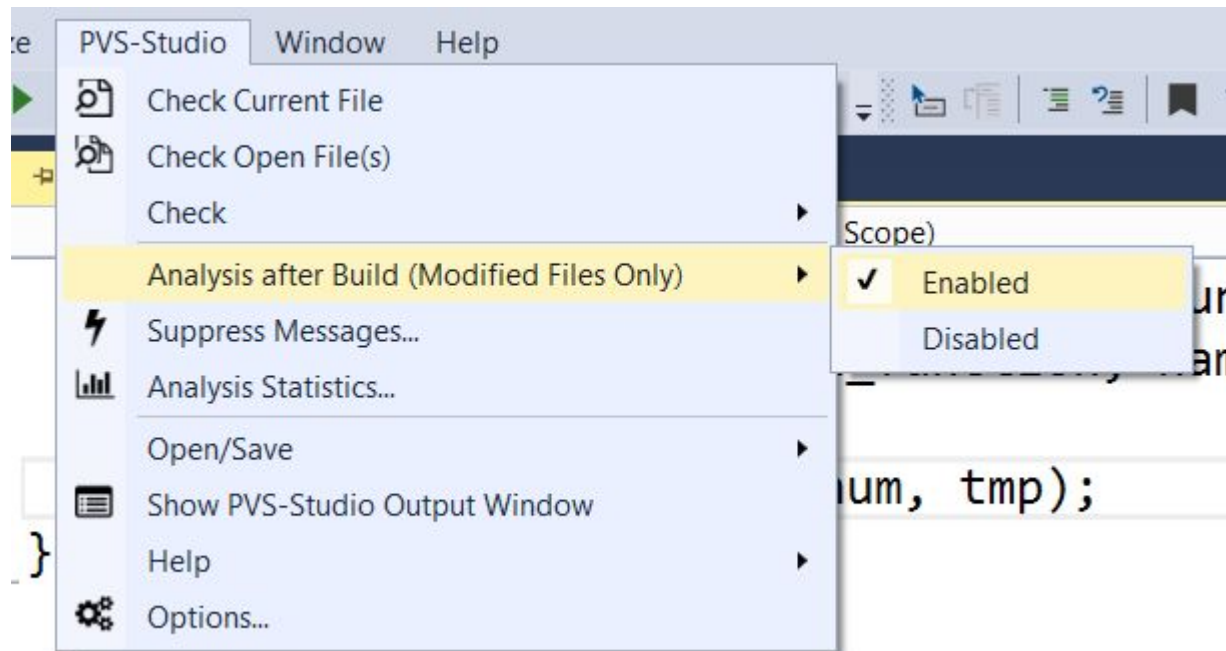 PVS-Studio Window Help
Check Current File
Check Open File(s)
Check
Scope)
Analysis after Build (Modified Files Only)
Enabled
Suppress Messages...
Disabled
Analysis Statistics...
Open/Save
Show PVS-Studio Output Window
um, tmp);
}
Help
Options...